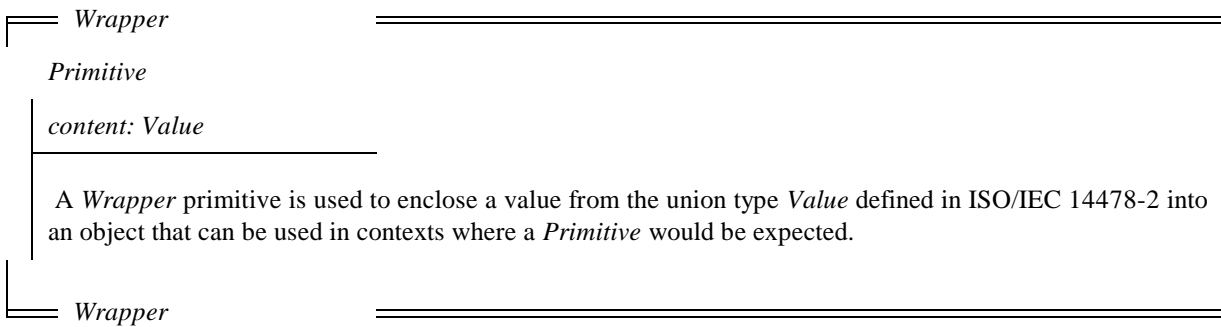 Wrapper
Primitive
content: Value
A Wrapper primitive is used to enclose a value from the union type Value defined in ISO/IEC 14478-2 into
an object that can be used in contexts where a Primitive would be expected.
Wrapper